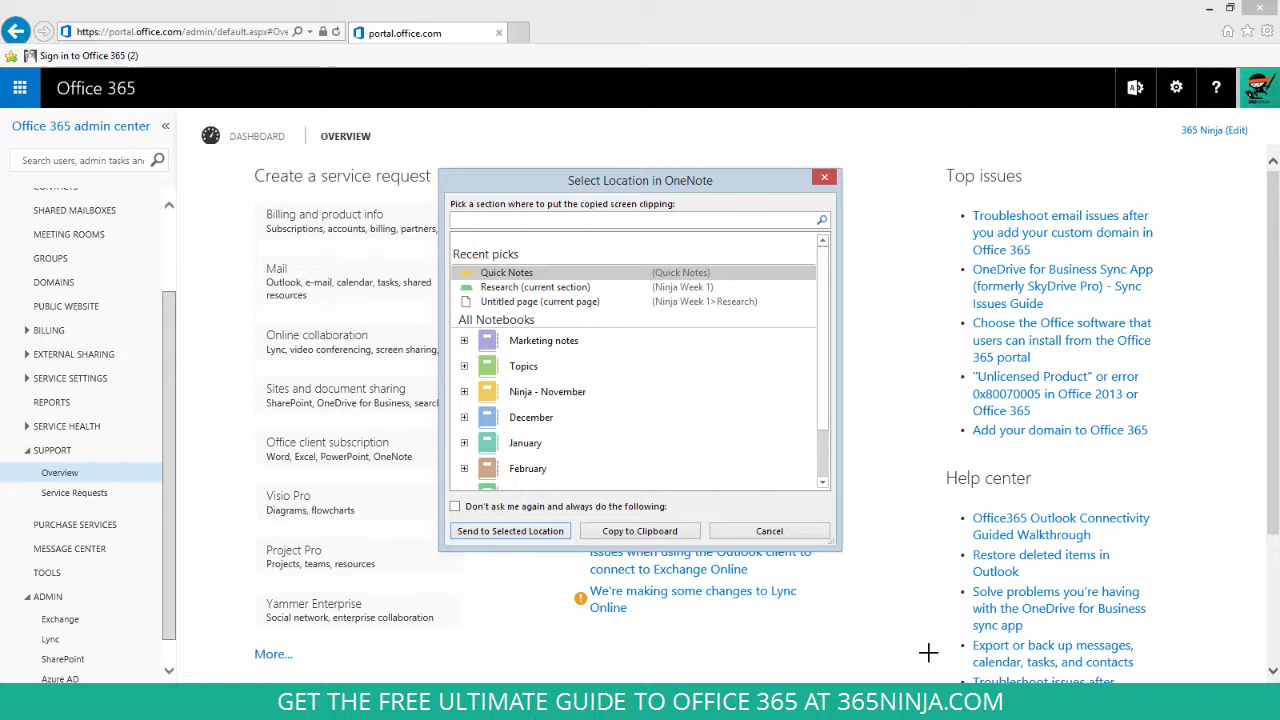 https://portal.office.com/admin/default.aspx#Ove
portal.office.com
Sign in to Office 365 (2)
Office 365
?
Office 365 admin center «
Search users, admin tasks an
CONTACTS
SHARED MAILBOXES
MEETING ROOMS
GROUPS
DOMAINS
PUBLIC WEBSITE
BILLING
EXTERNAL SHARING
SERVICE SETTINGS
REPORTS
SERVICE HEALTH
SUPPORT
Overview
Service Requests
PURCHASE SERVICES
MESSAGE CENTER
TOOLS
ADMIN
Exchange
Lync
SharePoint
Azure AD
DASHBOARD
OVERVIEW
365 Ninja (Edit)
Create a service request
Billing and product info
Subscriptions, accounts, billing, partners,
Mail
Outlook, e-mail, calendar, tasks, shared
resources
Online collaboration
Lync, video conferencing, screen sharing,
Sites and document sharing
SharePoint, OneDrive for Business, searc
Office client subscription
Word, Excel, PowerPoint, OneNote
Visio Pro
Diagrams, flowcharts
Project Pro
Projects, teams, resources
Yammer Enterprise
Social network, enterprise collaboration
More...
Select Location in OneNote
Pick a section where to put the copied screen clipping:
Recent picks
Quick Notes (Quick Notes)
Research (current section) (Ninja Week 1)
Untitled page (current page) (Ninja Week 1>Research)
All Notebooks
Marketing notes
Topics
Ninja - November
December
January
February
Don't ask me again and always do the following:
Send to Selected Location
Copy to Clipboard
Cancel
issues when using the Outlook client to
connect to Exchange Online
We're making some changes to Lync
Online
Top issues
Troubleshoot email issues after
you add your custom domain in
Office 365
OneDrive for Business Sync App
(formerly SkyDrive Pro) - Sync
Issues Guide
Choose the Office software that
users can install from the Office
365 portal
"Unlicensed Product" or error
0x80070005 in Office 2013 or
Office 365
Add your domain to Office 365
Help center
Office365 Outlook Connectivity
Guided Walkthrough
Restore deleted items in
Outlook
Solve problems you're having
with the OneDrive for Business
sync app
Export or back up messages,
calendar, tasks, and contacts
Troubleshoot issues after
GET THE FREE ULTIMATE GUIDE TO OFFICE 365 AT 365NINJA.COM